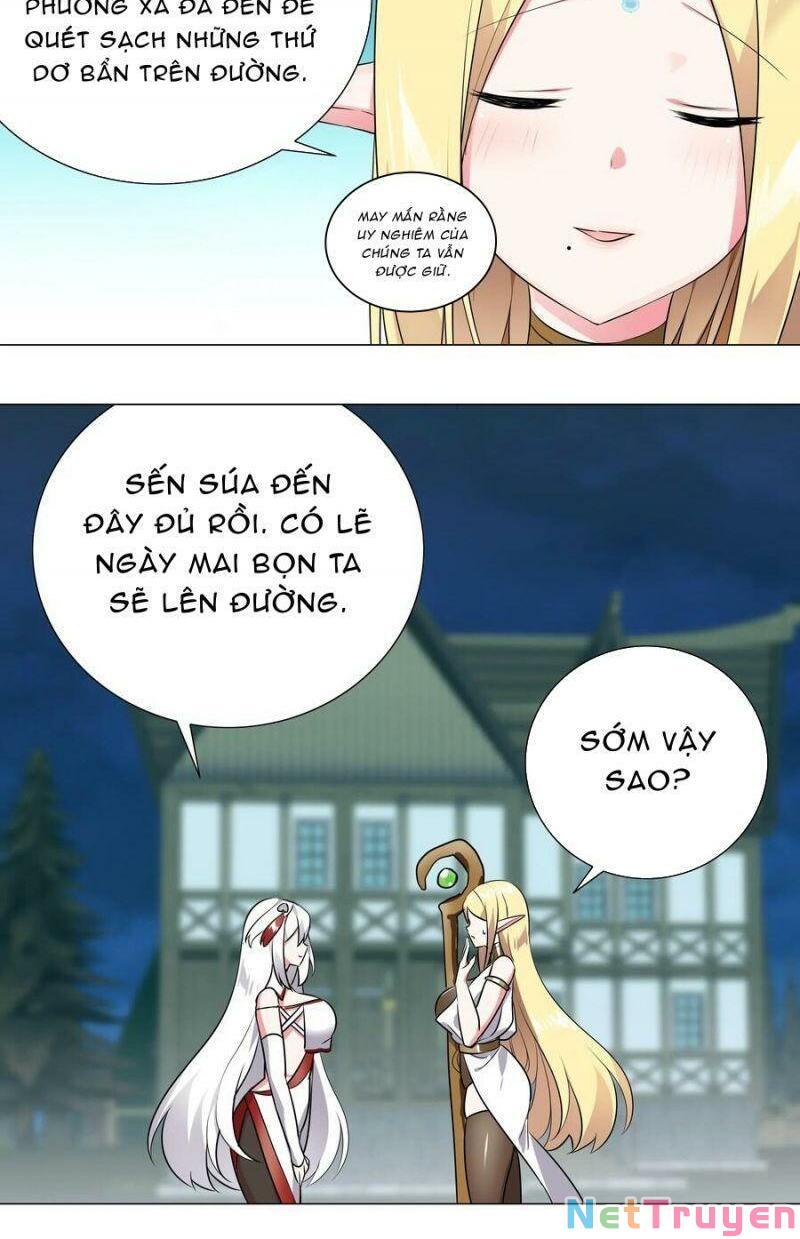 PHƯƠNG XA ĐÃ ĐẾN ĐỂ
QUÉT SẠCH NHỮNG THỨ
DƠ BẨN TRÊN ĐƯỜNG.
MAY MẮN RẰNG
UY NGHIÊM CỦA
CHÚNG TA VẪN
ĐƯỢC GIỮ.
SẾN SÚA ĐẾN
ĐÂY ĐỦ RỒI. CÓ LẼ
NGÀY MAI BỌN TA
SẼ LÊN ĐƯỜNG.
SỚM VẬY
SAO?
NetTruyen